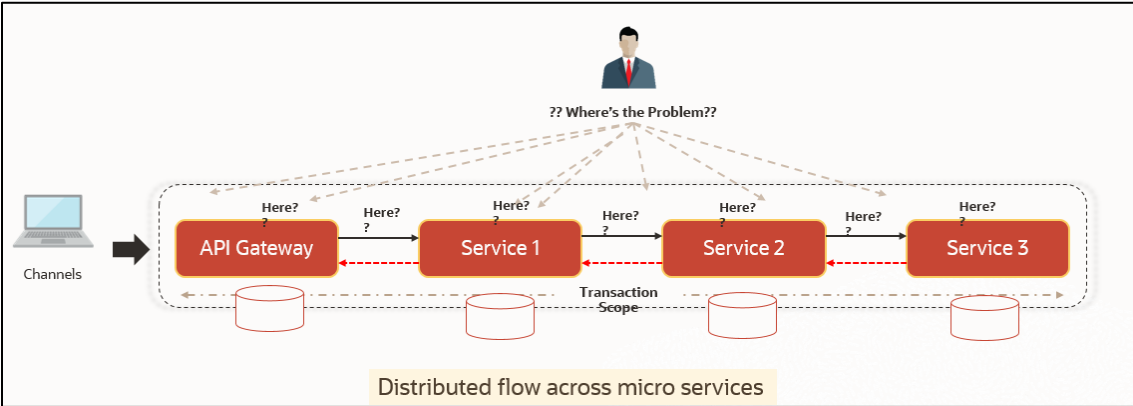 ?? Where's the Problem??
Here?
?
Here?
?
Here?
?
Here?
?
Here?
?
Here?
?
Here?
?
API Gateway
Service 1
Service 2
Service 3
Channels
Transaction
Scope
Distributed flow across micro services